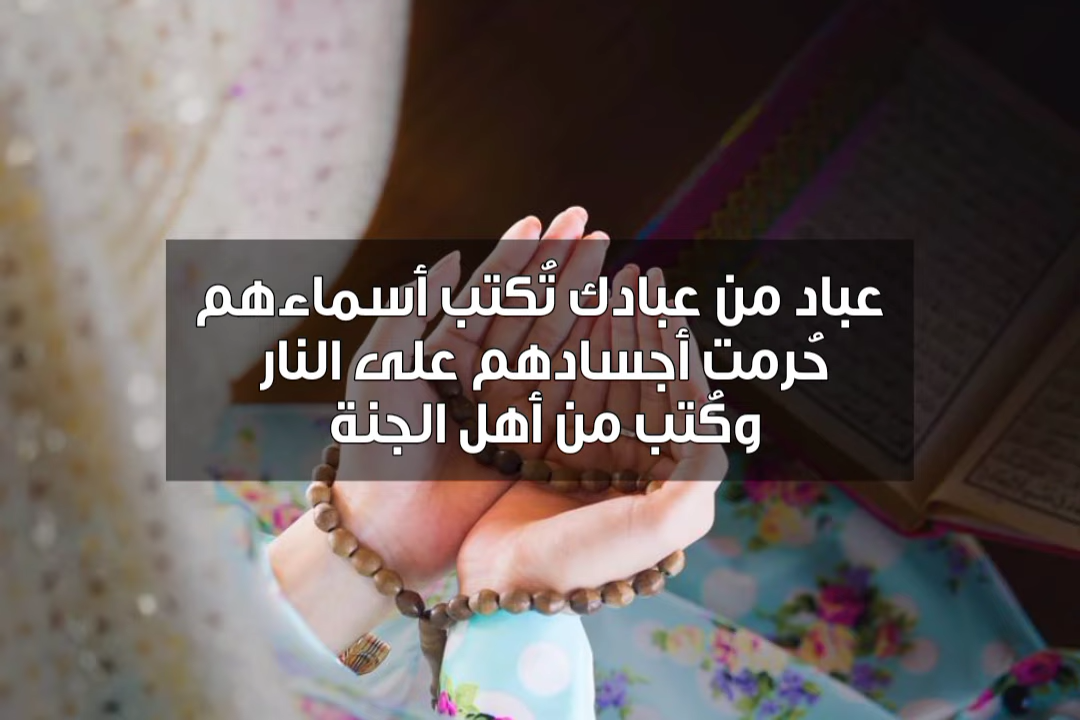 عباد من عبادك تُكتب أسماءهم
حُرمت أجسادهم على النار
وكُتب من أهل الجنة